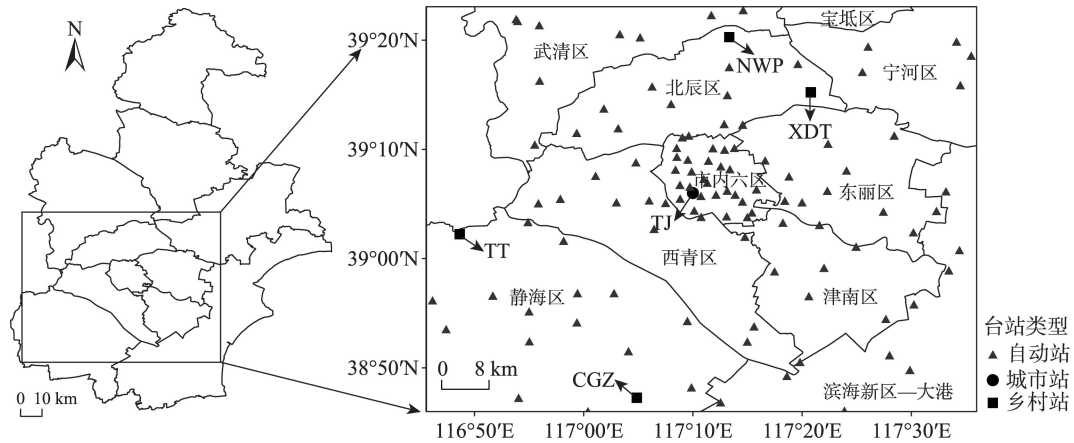 N
0 10 km
39°20′N
39°10′N
39°00′N
38°50′N
宝坻区
武清区
NWP
宁河区
北辰区
XDT
市内六区
东丽区
TJ
TT
西青区
静海区
津南区
CGZ
0 8 km
滨海新区—大港
116°50′E 117°00′E 117°10′E 117°20′E 117°30′E
台站类型
自动站
城市站
乡村站